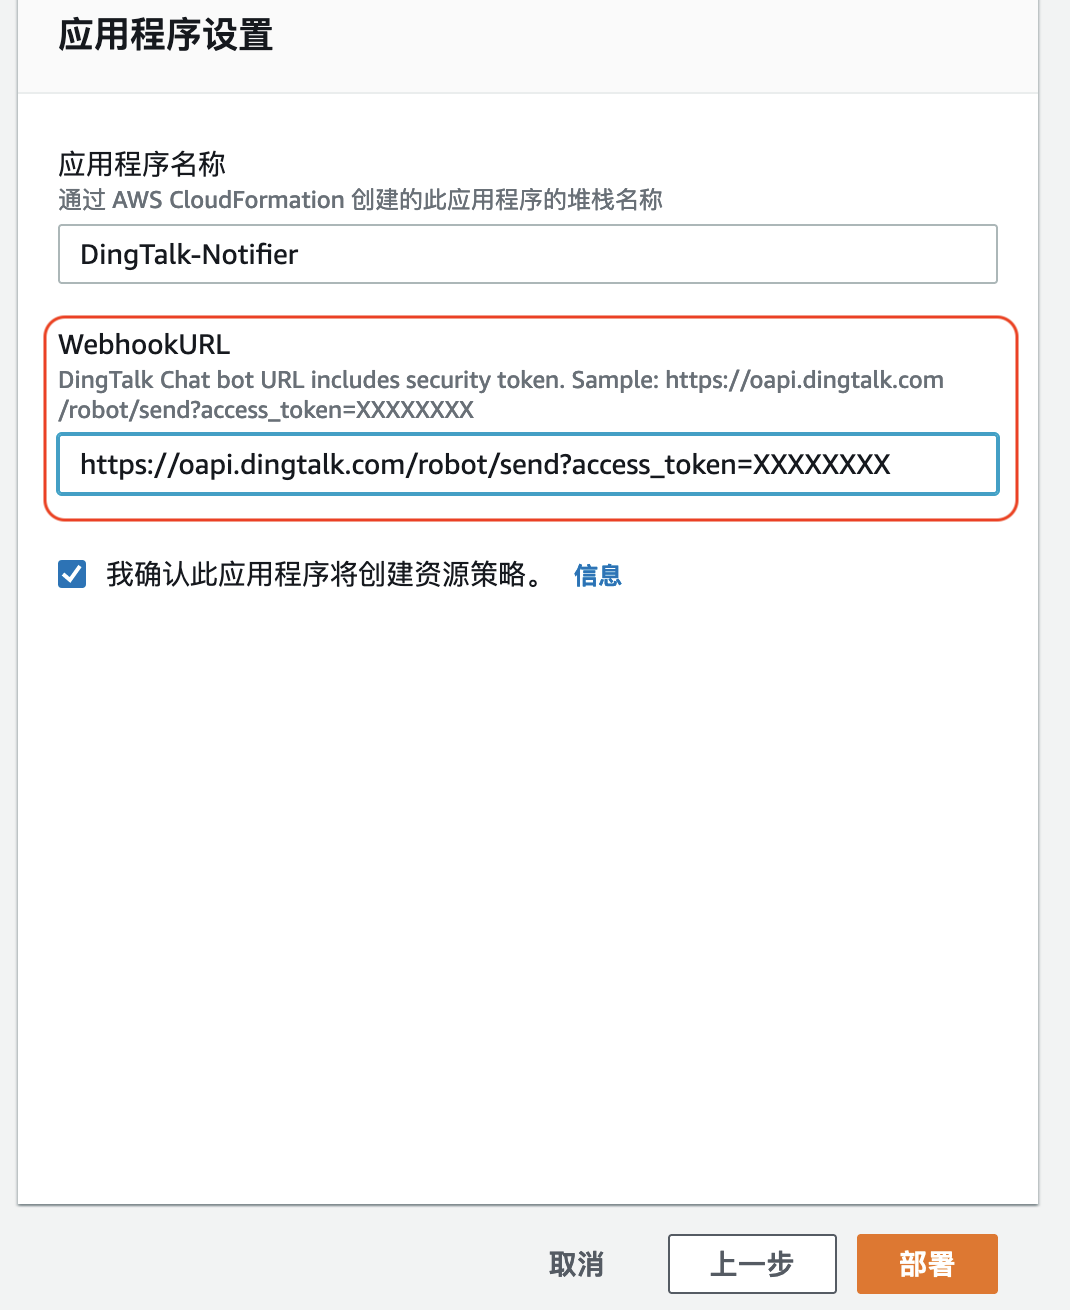 应用程序设置
应用程序名称
通过 AWS CloudFormation 创建的此应用程序的堆栈名称
DingTalk-Notifier
WebhookURL
DingTalk Chat bot URL includes security token. Sample: https://oapi.dingtalk.com
/robot/send?access_token=XXXXXXXX
https://oapi.dingtalk.com/robot/send?access_token=XXXXXXXX
我确认此应用程序将创建资源策略。 信息
取消 上一步 部署